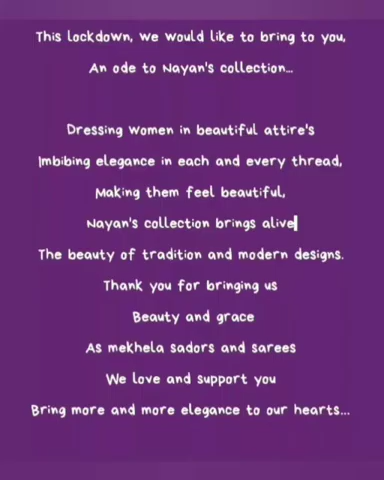 This lockdown, we would like to bring to you,
An ode to Nayan's collection...
Dressing women in beautiful attire's
Imbibing elegance in each and every thread,
Making them feel beautiful,
Nayan's collection brings alive
The beauty of tradition and modern designs.
Thank you for bringing us
Beauty and grace
As mekhela sadors and sarees
We love and support you
Bring more and more elegance to our hearts...